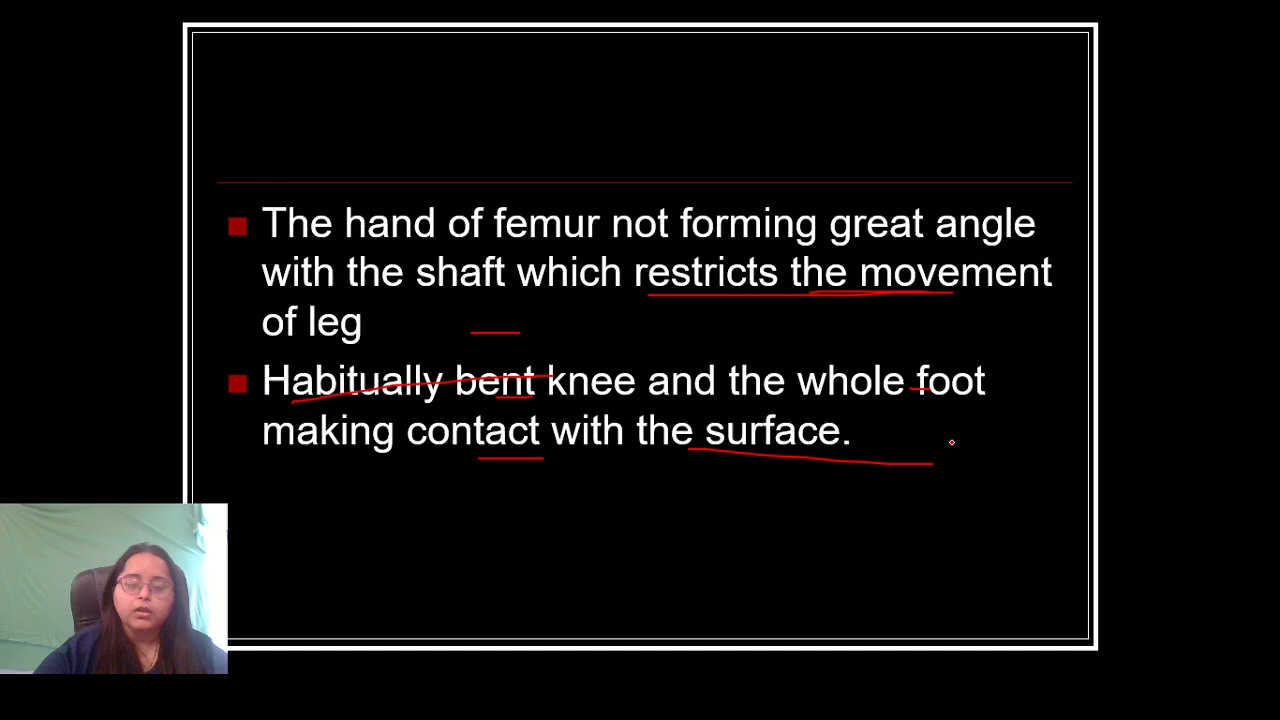 The hand of femur not forming great angle
with the shaft which restricts the movement
of leg
Habitually bent knee and the whole foot
making contact with the surface.